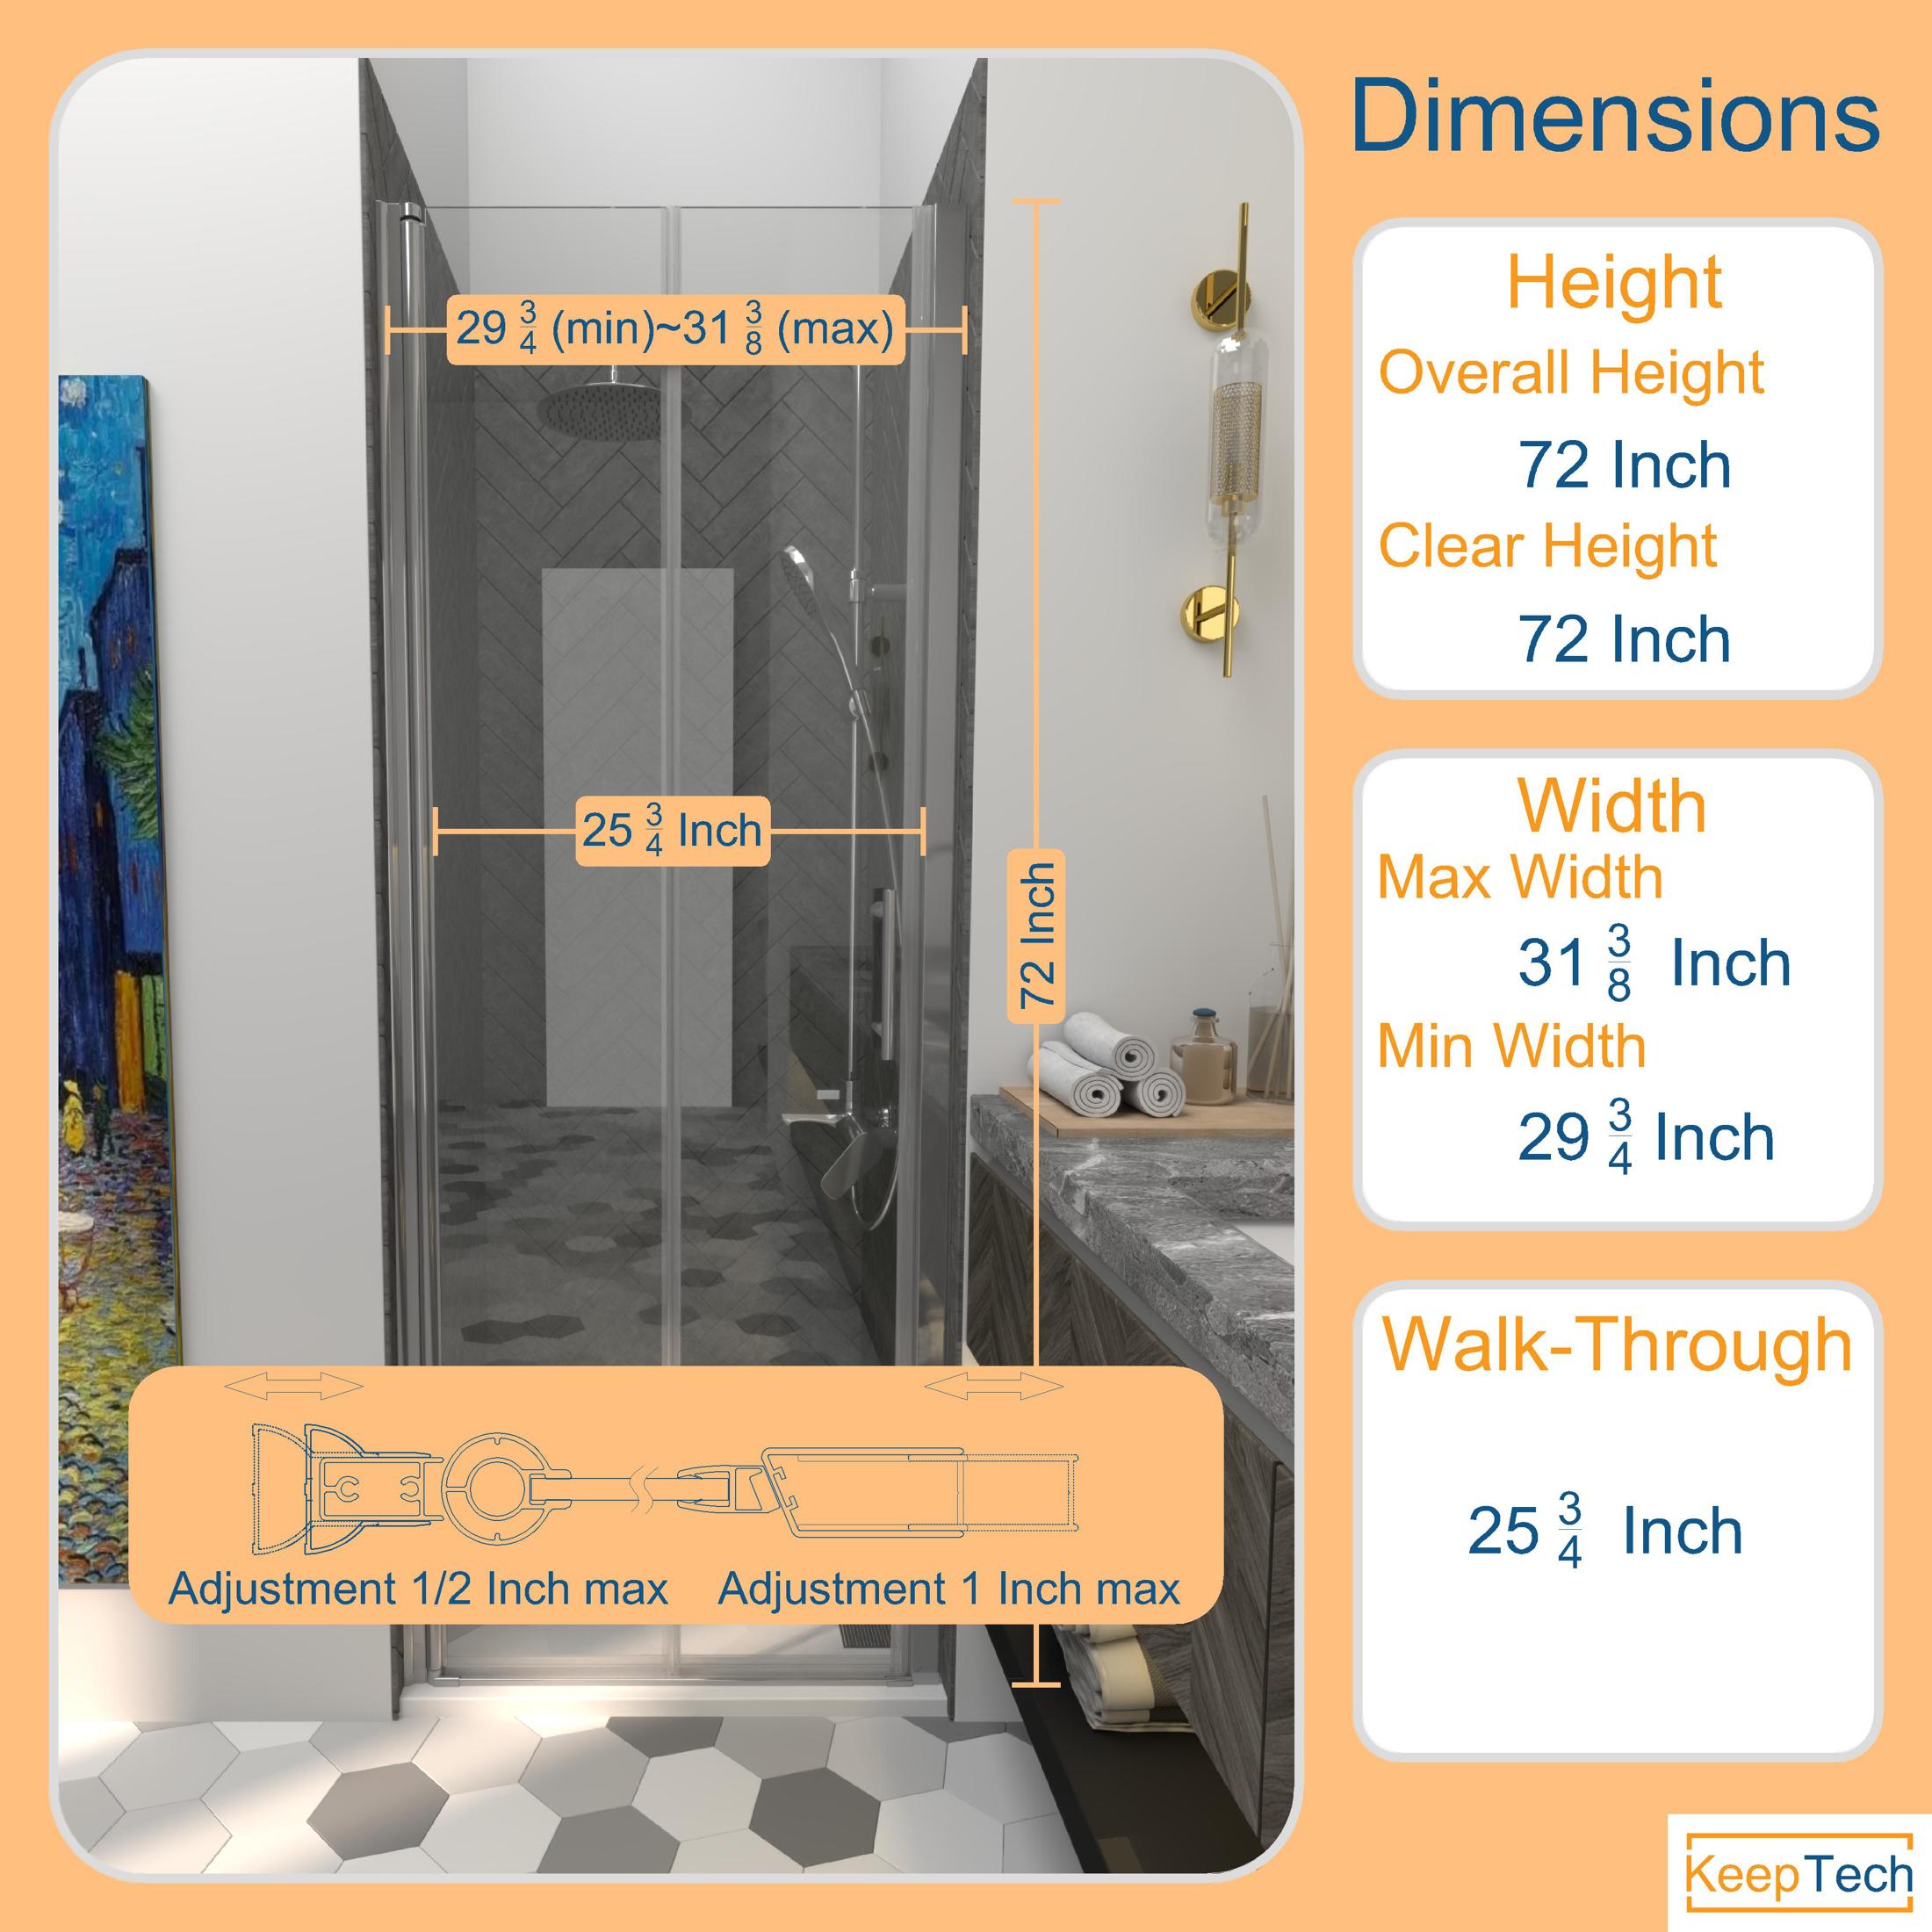 Dimensions
29 3/4 (min)~31 3/8 (max)
25 3/4 Inch
72 Inch
Adjustment 1/2 Inch max
Adjustment 1 Inch max
Height
Overall Height
72 Inch
Clear Height
72 Inch
Width
Max Width
31 3/8 Inch
Min Width
29 3/4 Inch
Walk-Through
25 3/4 Inch
KeepTech